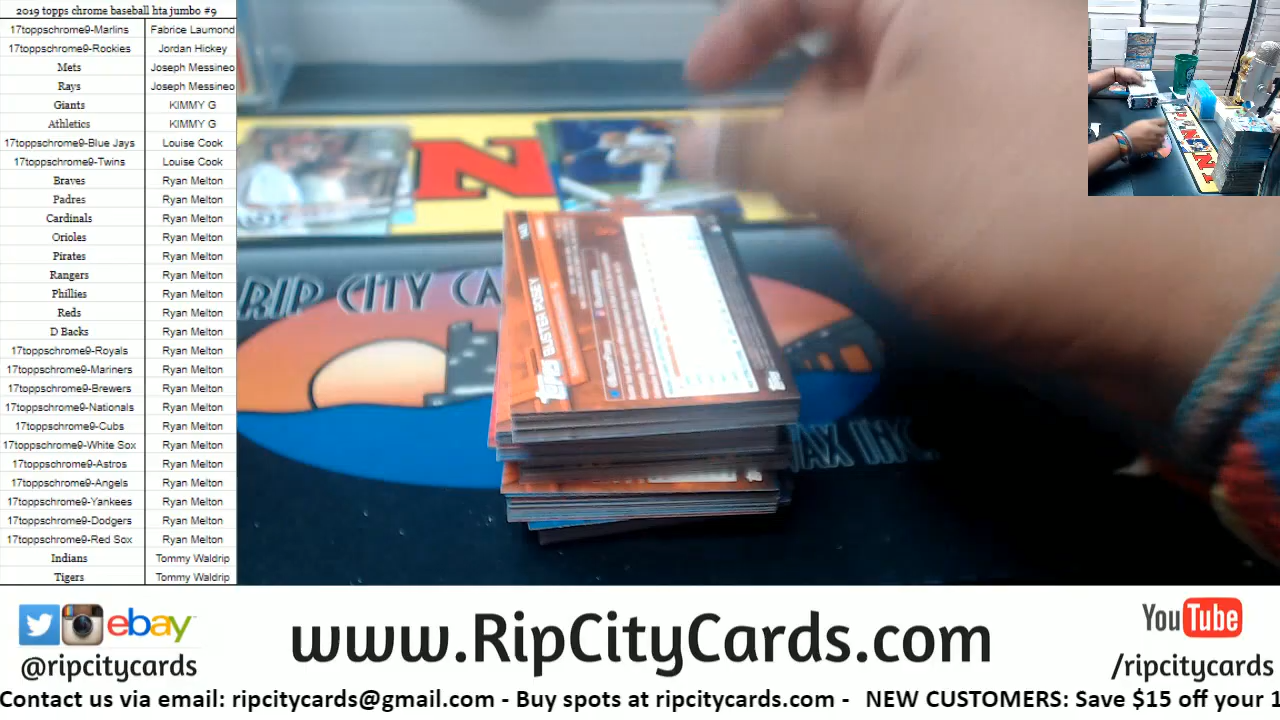 2019 topps chrome baseball hta jumbo #9
17toppschrome9-Marlins Fabrice Laumond
17toppschrome9-Rockies Jordan Hickey
Mets Joseph Messineo
Rays Joseph Messineo
Giants KIMMY G
Athletics KIMMY G
17toppschrome9-Blue Jays Louise Cook
17toppschrome9-Twins Louise Cook
Braves Ryan Melton
Padres Ryan Melton
Cardinals Ryan Melton
Orioles Ryan Melton
Pirates Ryan Melton
Rangers Ryan Melton
Phillies Ryan Melton
Reds Ryan Melton
D Backs Ryan Melton
17toppschrome9-Royals Ryan Melton
17toppschrome9-Mariners Ryan Melton
17toppschrome9-Brewers Ryan Melton
17toppschrome9-Nationals Ryan Melton
17toppschrome9-Cubs Ryan Melton
17toppschrome9-White Sox Ryan Melton
17toppschrome9-Astros Ryan Melton
17toppschrome9-Angels Ryan Melton
17toppschrome9-Yankees Ryan Melton
17toppschrome9-Dodgers Ryan Melton
17toppschrome9-Red Sox Ryan Melton
Indians Tommy Waldrip
Tigers Tommy Waldrip
N
RIP CITY CA
BUSTER POSEY
topps
ebay
@ripcitycards
www.RipCityCards.com
YouTube
/ripcitycards
Contact us via email: ripcitycards@gmail.com - Buy spots at ripcitycards.com - NEW CUSTOMERS: Save $15 off your 1